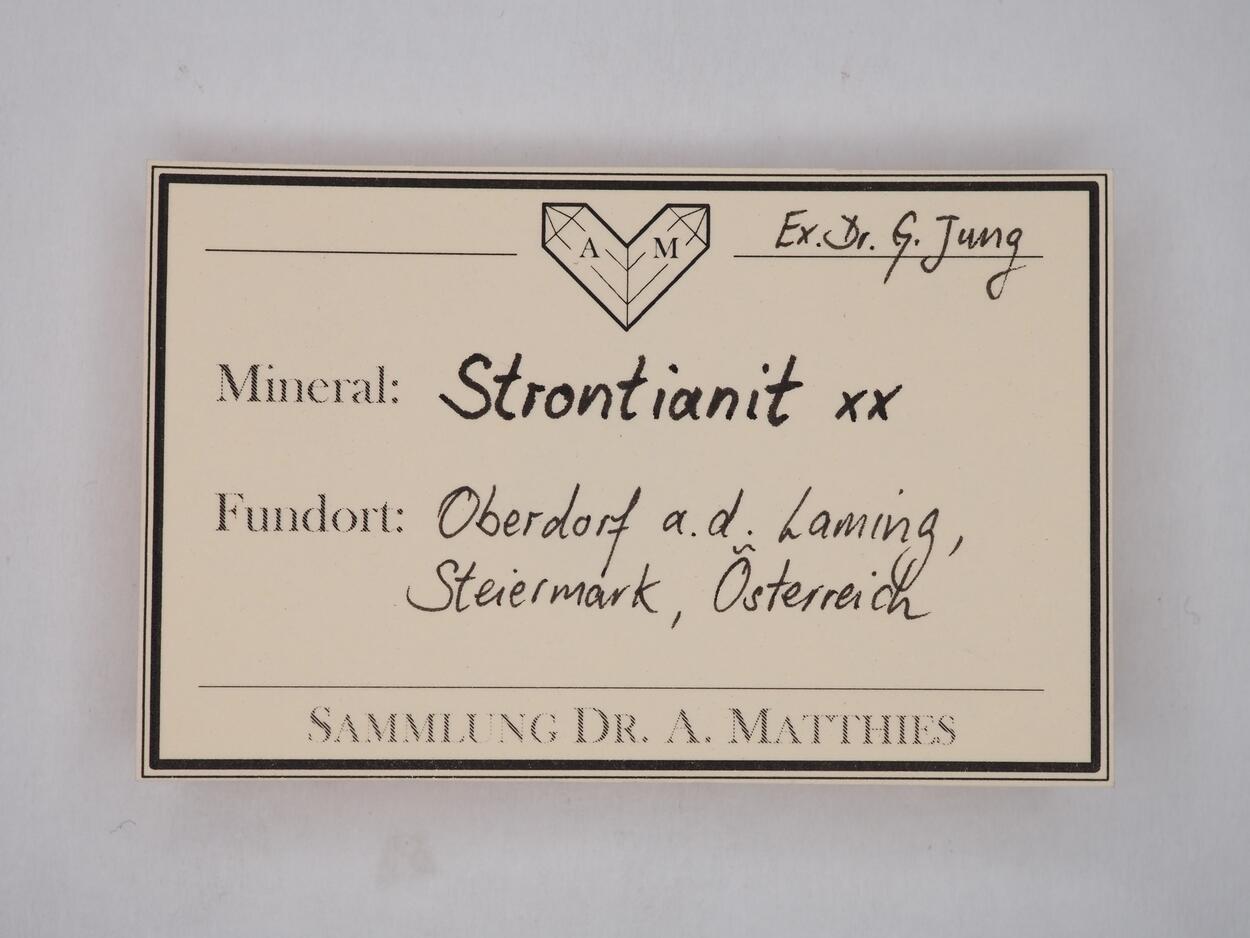 A M
Ex. Dr. G. Jung
Mineral: Strontianit xx
Fundort: Oberdorf a.d. Laming,
Steiermark, Österreich
SAMMLUNG DR. A. MATTHIES